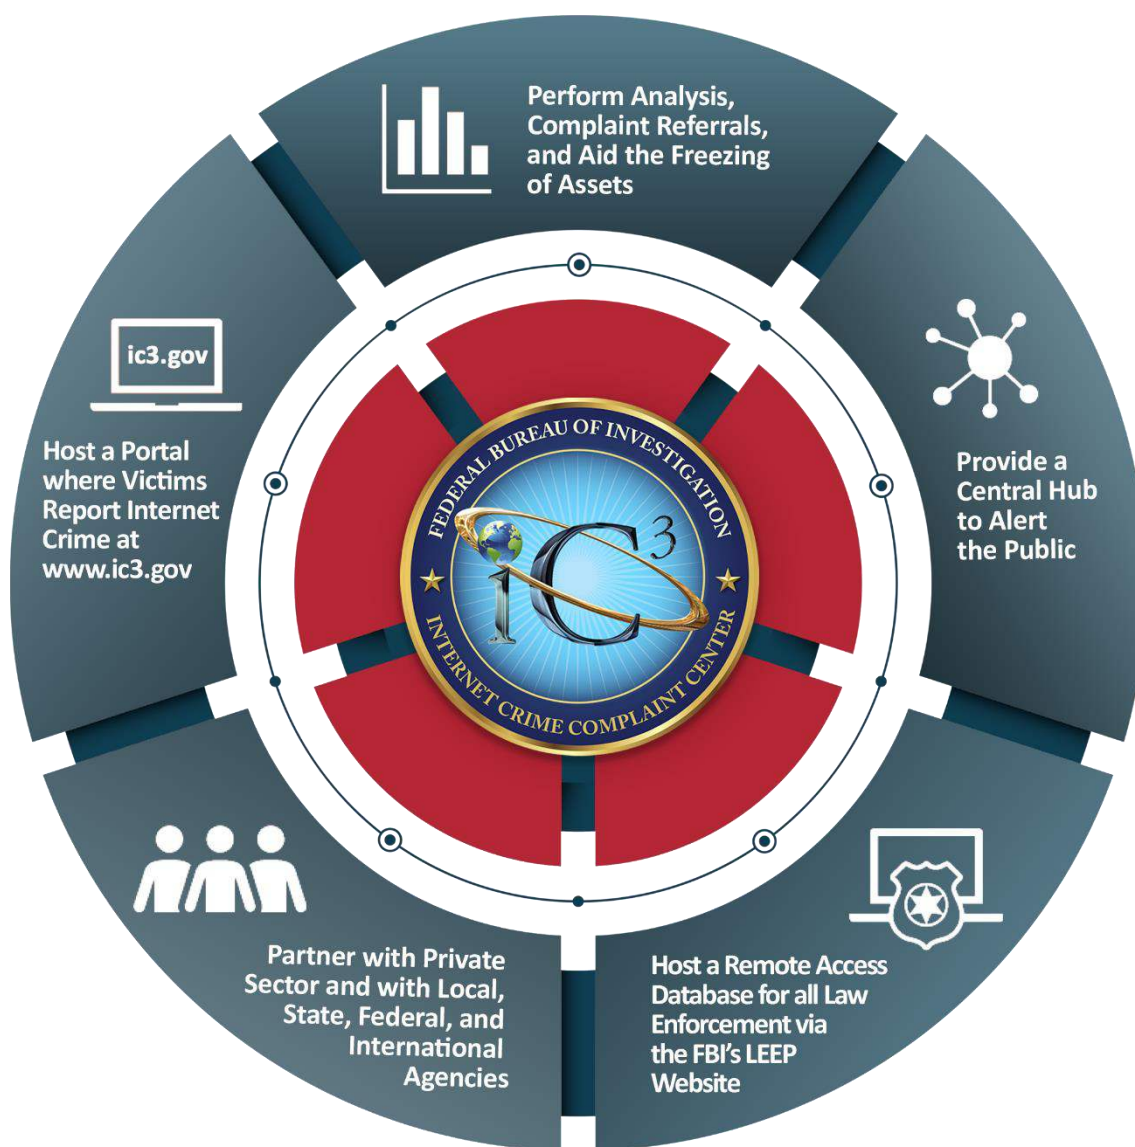 Perform Analysis,
Complaint Referrals,
and Aid the Freezing
of Assets
ic3.gov
Host a Portal
where Victims
Report Internet
Crime at
www.ic3.gov
Provide a
Central Hub
to Alert
the Public
FEDERAL BUREAU OF INVESTIGATION
iC3
INTERNET CRIME COMPLAINT CENTER
Partner with Private
Sector and with Local,
State, Federal, and
International
Agencies
Host a Remote Access
Database for all Law
Enforcement via
the FBI's LEEP
Website